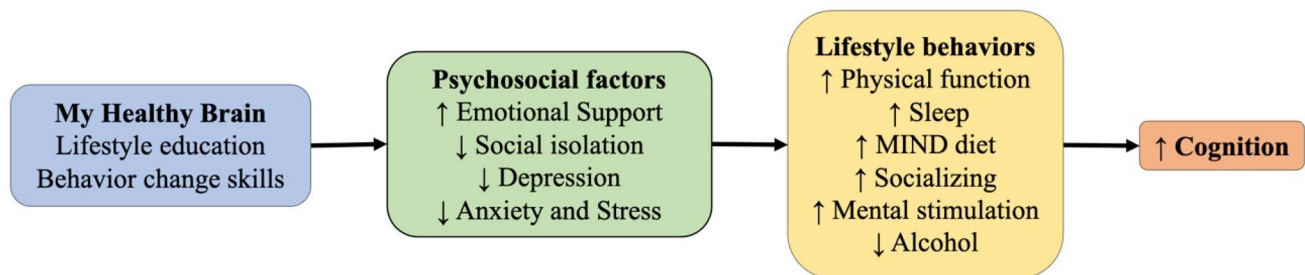 My Healthy Brain
Lifestyle education
Behavior change skills
Psychosocial factors
↑ Emotional Support
↓ Social isolation
↓ Depression
↓ Anxiety and Stress
Lifestyle behaviors
↑ Physical function
↑ Sleep
↑ MIND diet
↑ Socializing
↑ Mental stimulation
↓ Alcohol
↑ Cognition